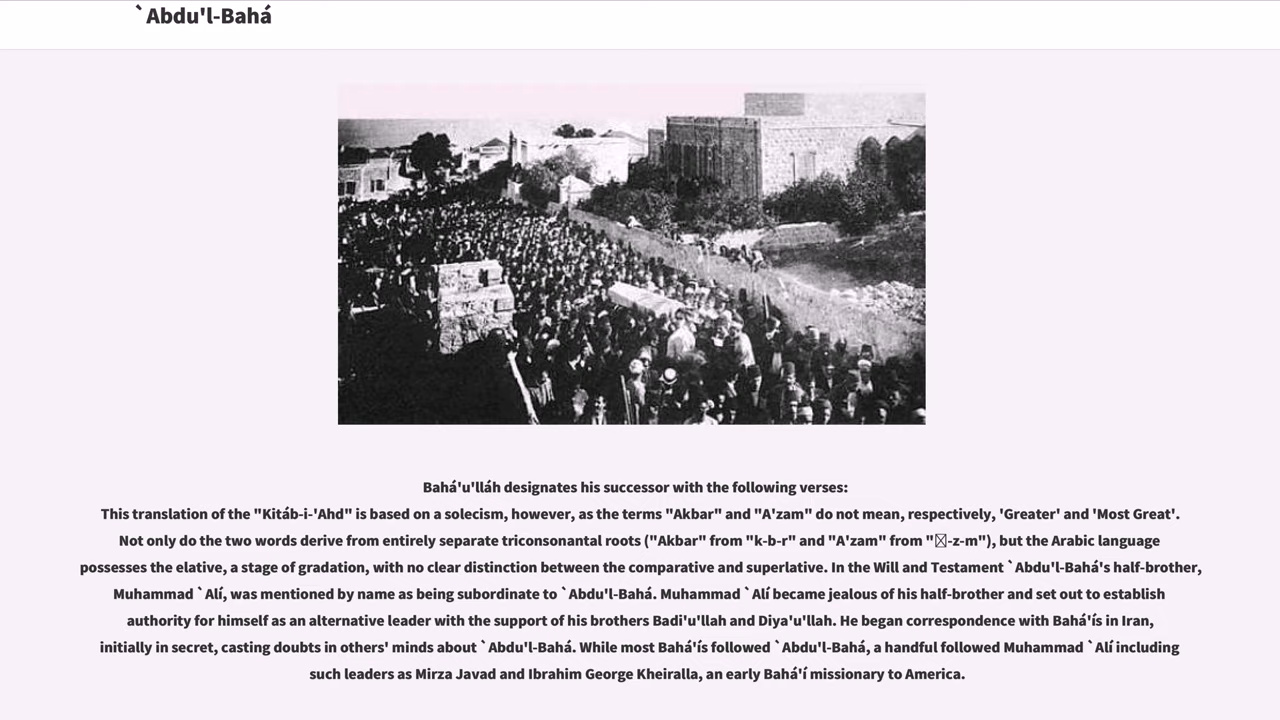 `Abdu'l-Bahá
Bahá'u'lláh designates his successor with the following verses:
This translation of the "Kitáb-i-'Ahd" is based on a solecism, however, as the terms "Akbar" and "A'zam" do not mean, respectively, 'Greater' and 'Most Great'.
Not only do the two words derive from entirely separate triconsonantal roots ("Akbar" from "k-b-r" and "A'zam" from "-z-m"), but the Arabic language
possesses the elative, a stage of gradation, with no clear distinction between the comparative and superlative. In the Will and Testament `Abdu'l-Bahá's half-brother,
Muhammad `Alí, was mentioned by name as being subordinate to `Abdu'l-Bahá. Muhammad `Alí became jealous of his half-brother and set out to establish
authority for himself as an alternative leader with the support of his brothers Badi'u'llah and Diya'u'llah. He began correspondence with Bahá'ís in Iran,
initially in secret, casting doubts in others' minds about `Abdu'l-Bahá. While most Bahá'ís followed `Abdu'l-Bahá, a handful followed Muhammad `Alí including
such leaders as Mirza Javad and Ibrahim George Kheiralla, an early Bahá'í missionary to America.